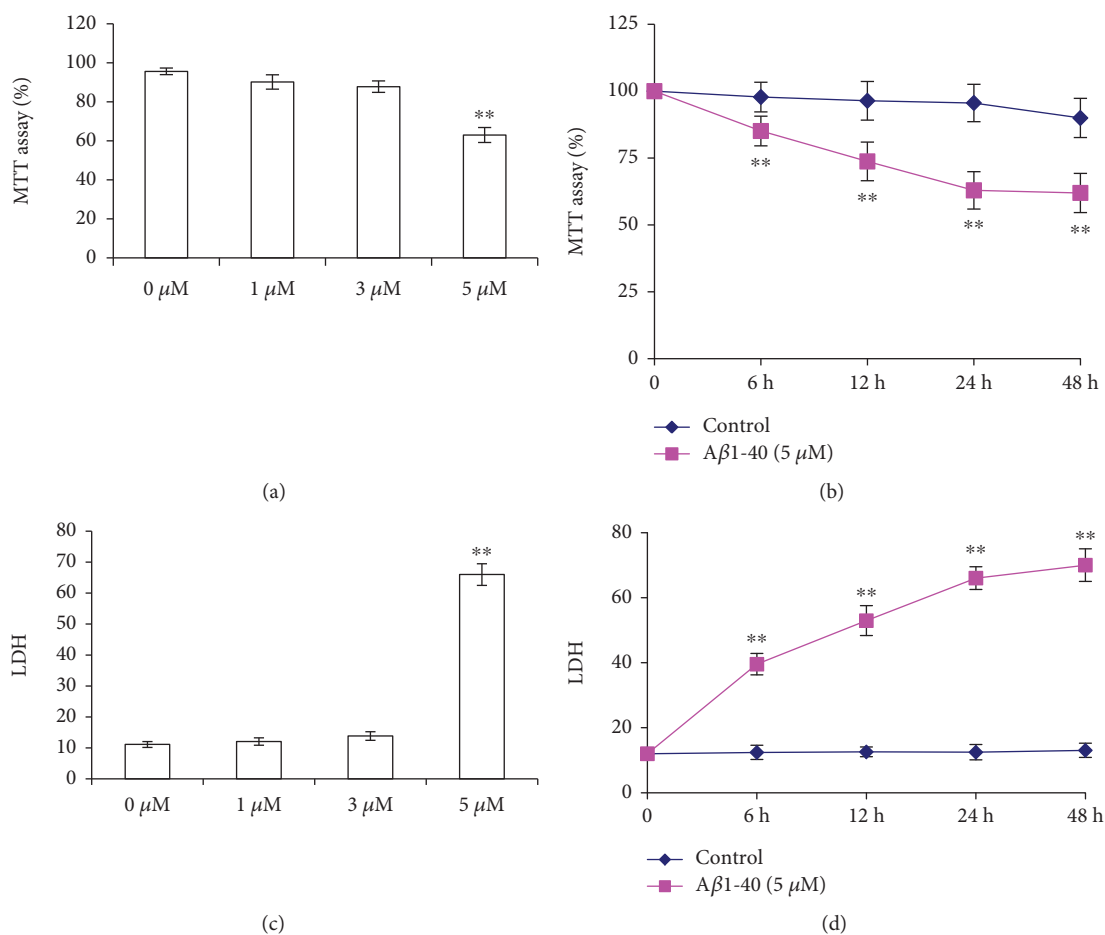 120
100
80
60
40
20
0
MTT assay (%)
**
0 μM 1 μM 3 μM 5 μM
(a)
125
100
75
50
25
0
MTT assay (%)
** ** ** **
0 6 h 12 h 24 h 48 h
Control
Aβ1-40 (5 μM)
(b)
80
70
60
50
40
30
20
10
0
LDH
**
0 μM 1 μM 3 μM 5 μM
(c)
80
60
40
20
0
LDH
** ** ** **
0 6 h 12 h 24 h 48 h
Control
Aβ1-40 (5 μM)
(d)